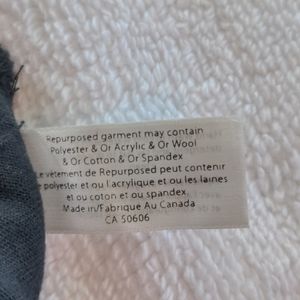 Repurposed garment may contain
Polyester & Or Acrylic & Or Wool
& Or Cotton & Or Spandex
Le vêtement de Repurposed peut contenir
polyester et ou l'acrylique et ou les laines
et ou coton et ou spandex.
Made in/Fabrique Au Canada
CA 50606